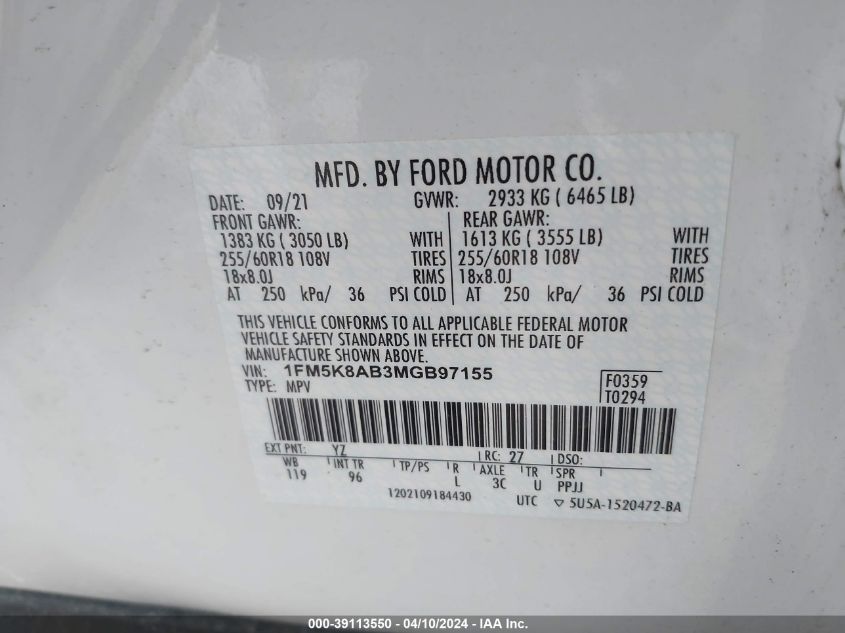 MFD. BY FORD MOTOR CO.
DATE: 09/21 GVWR: 2933 KG ( 6465 LB)
FRONT GAWR: REAR GAWR:
1383 KG ( 3050 LB) WITH 1613 KG ( 3555 LB) WITH
255/60R18 108V TIRES 255/60R18 108V TIRES
18x8.0J RIMS 18x8.0J RIMS
AT 250 kPa/ 36 PSI COLD AT 250 kPa/ 36 PSI COLD
THIS VEHICLE CONFORMS TO ALL APPLICABLE FEDERAL MOTOR
VEHICLE SAFETY STANDARDS IN EFFECT ON THE DATE OF
MANUFACTURE SHOWN ABOVE.
VIN: 1FM5K8AB3MGB97155 F0359
TYPE: MPV T0294
EXT PNT: YZ RC: 27 DSO:
WB INT TR TP/PS R AXLE TR SPR
119 96 L 3C U PPJJ
1202109184430 UTC ▽ 5U5A-1520472-BA
000-39113550 - 04/10/2024 - IAA Inc.